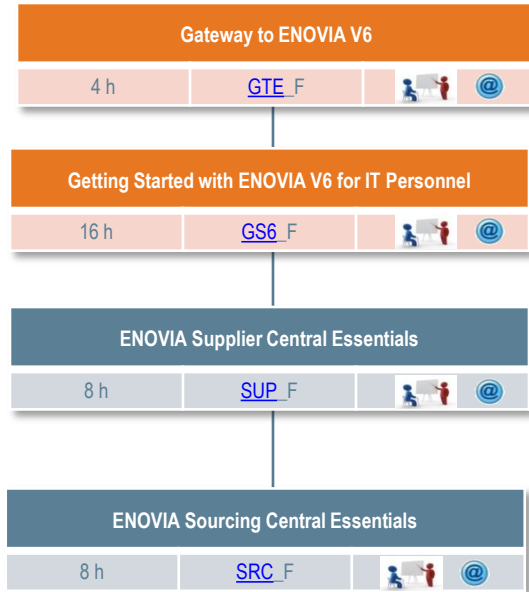 Gateway to ENOVIA V6
4 h GTE_F @
Getting Started with ENOVIA V6 for IT Personnel
16 h GS6_F @
ENOVIA Supplier Central Essentials
8 h SUP_F @
ENOVIA Sourcing Central Essentials
8 h SRC_F @